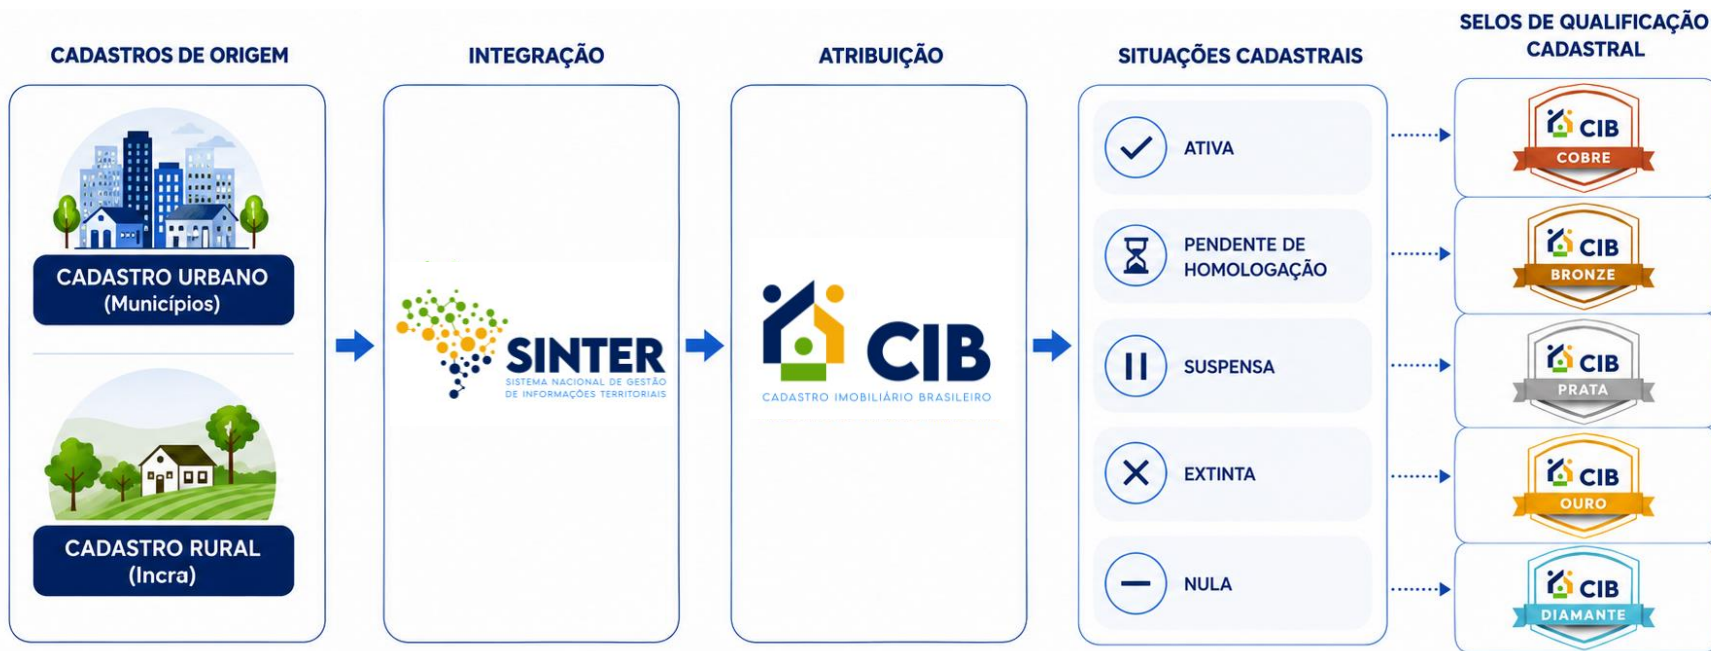 CADASTROS DE ORIGEM
CADASTRO URBANO
(Municípios)
CADASTRO RURAL
(Incra)
INTEGRAÇÃO
SINTER
SISTEMA NACIONAL DE GESTÃO
DE INFORMAÇÕES TERRITORIAIS
ATRIBUIÇÃO
CIB
CADASTRO IMOBILIÁRIO BRASILEIRO
SITUAÇÕES CADASTRAIS
ATIVA
PENDENTE DE
HOMOLOGAÇÃO
SUSPENSA
EXTINTA
NULA
SELOS DE QUALIFICAÇÃO
CADASTRAL
CIB
COBRE
CIB
BRONZE
CIB
PRATA
CIB
OURO
CIB
DIAMANTE